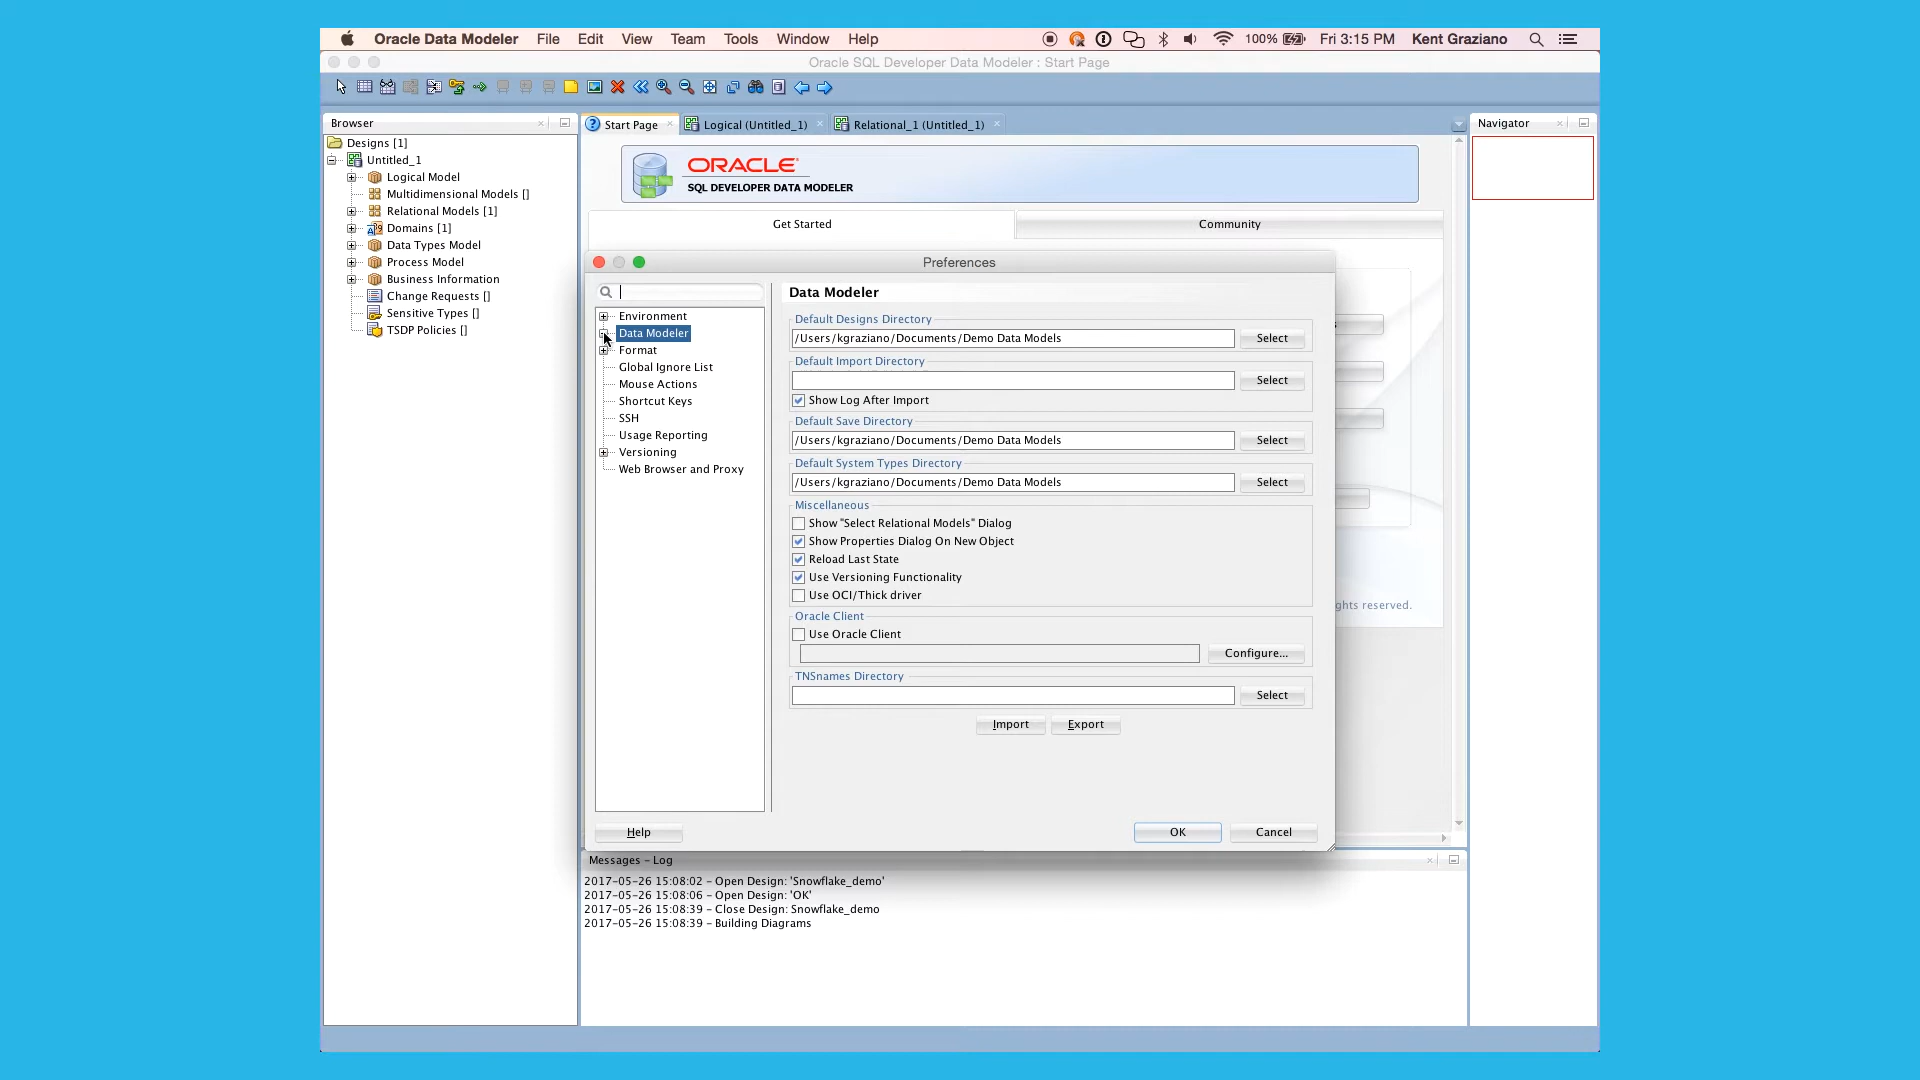 Oracle Data Modeler File Edit View Team Tools Window Help 100% Fri 3:15 PM Kent Graziano
Oracle SQL Developer Data Modeler : Start Page
Browser
Designs [1]
Untitled_1
Logical Model
Multidimensional Models []
Relational Models [1]
Domains [1]
Data Types Model
Process Model
Business Information
Change Requests []
Sensitive Types []
TSDP Policies []
Start Page Logical (Untitled_1) Relational_1 (Untitled_1)
Navigator
ORACLE
SQL DEVELOPER DATA MODELER
Get Started Community
Preferences
Environment
Data Modeler
Format
Global Ignore List
Mouse Actions
Shortcut Keys
SSH
Usage Reporting
Versioning
Web Browser and Proxy
Data Modeler
Default Designs Directory
/Users/kgraziano/Documents/Demo Data Models Select
Default Import Directory
Select
Show Log After Import
Default Save Directory
/Users/kgraziano/Documents/Demo Data Models Select
Default System Types Directory
/Users/kgraziano/Documents/Demo Data Models Select
Miscellaneous
Show "Select Relational Models" Dialog
Show Properties Dialog On New Object
Reload Last State
Use Versioning Functionality
Use OCI/Thick driver
Oracle Client
Use Oracle Client
Configure...
TNSnames Directory
Select
Import Export
Help OK Cancel
reserved.
Messages - Log
2017-05-26 15:08:02 - Open Design: 'Snowflake_demo'
2017-05-26 15:08:06 - Open Design: 'OK'
2017-05-26 15:08:39 - Close Design: Snowflake_demo
2017-05-26 15:08:39 - Building Diagrams